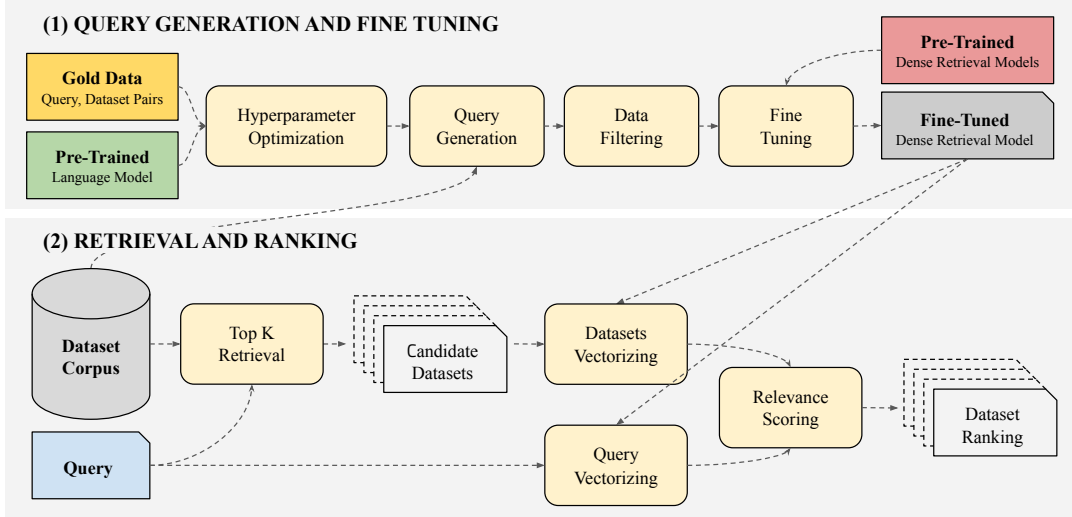 (1) QUERY GENERATION AND FINE TUNING
Gold Data
Query, Dataset Pairs
Pre-Trained
Language Model
Hyperparameter
Optimization
Query
Generation
Data
Filtering
Fine
Tuning
Pre-Trained
Dense Retrieval Models
Fine-Tuned
Dense Retrieval Model
(2) RETRIEVAL AND RANKING
Dataset
Corpus
Query
Top K
Retrieval
Candidate
Datasets
Datasets
Vectorizing
Query
Vectorizing
Relevance
Scoring
Dataset
Ranking